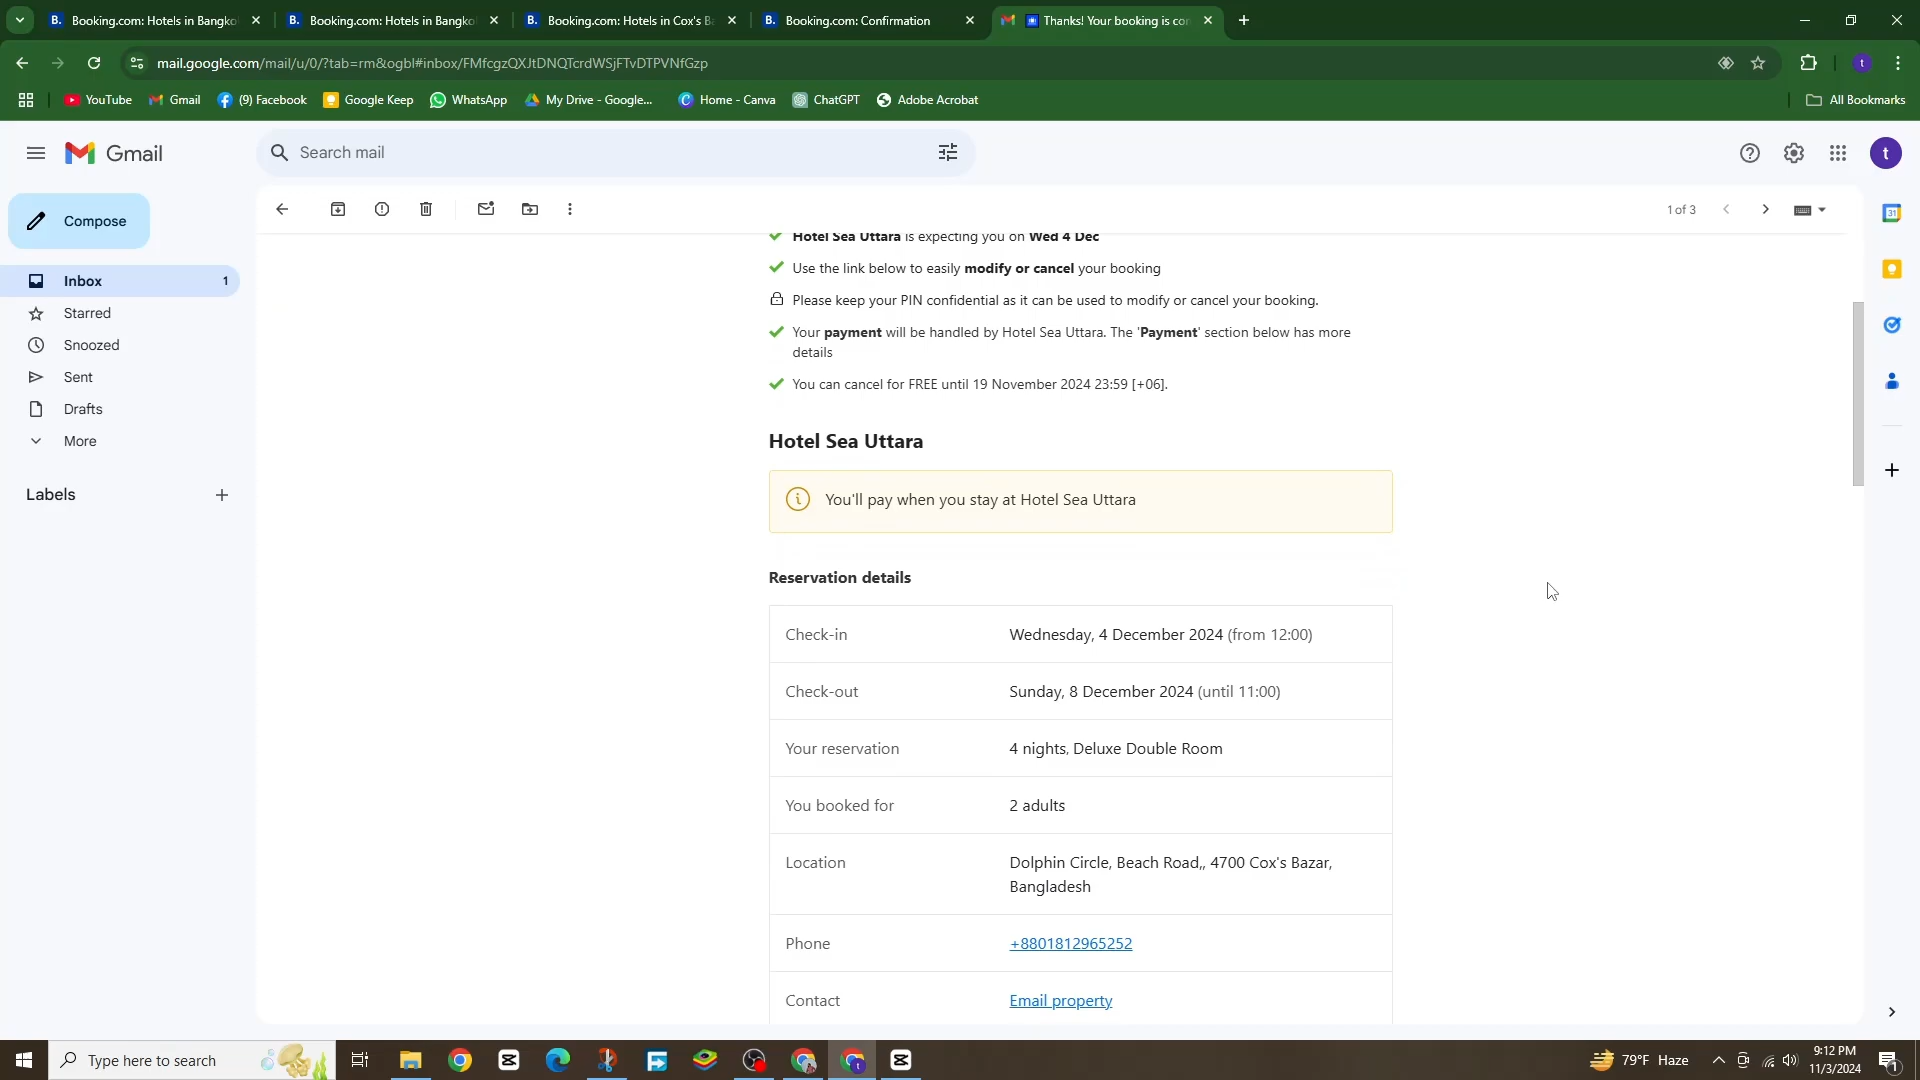 Booking.com: Hotels in Bangko
Booking.com: Hotels in Bangko
Booking.com: Hotels in Cox's B
Booking.com: Confirmation
Thanks! Your booking is con
mail.google.com/mail/u/0/?tab=rm&ogbl#inbox/FMfcgzQXJtDNQTcrdWSjFTvDTPVNfGzp
YouTube
Gmail
(9) Facebook
Google Keep
WhatsApp
My Drive - Google...
Home - Canva
ChatGPT
Adobe Acrobat
All Bookmarks
Gmail
Search mail
t
Compose
1 of 3
Inbox 1
Starred
Snoozed
Sent
Drafts
More
Labels
Hotel Sea Uttara is expecting you on Wed 4 Dec
Use the link below to easily modify or cancel your booking
Please keep your PIN confidential as it can be used to modify or cancel your booking.
Your payment will be handled by Hotel Sea Uttara. The 'Payment' section below has more
details
You can cancel for FREE until 19 November 2024 23:59 [+06].
Hotel Sea Uttara
You'll pay when you stay at Hotel Sea Uttara
Reservation details
Check-in Wednesday, 4 December 2024 (from 12:00)
Check-out Sunday, 8 December 2024 (until 11:00)
Your reservation 4 nights, Deluxe Double Room
You booked for 2 adults
Location Dolphin Circle, Beach Road,, 4700 Cox's Bazar,
Bangladesh
Phone +8801812965252
Contact Email property
Type here to search
79°F Haze
9:12 PM
11/3/2024